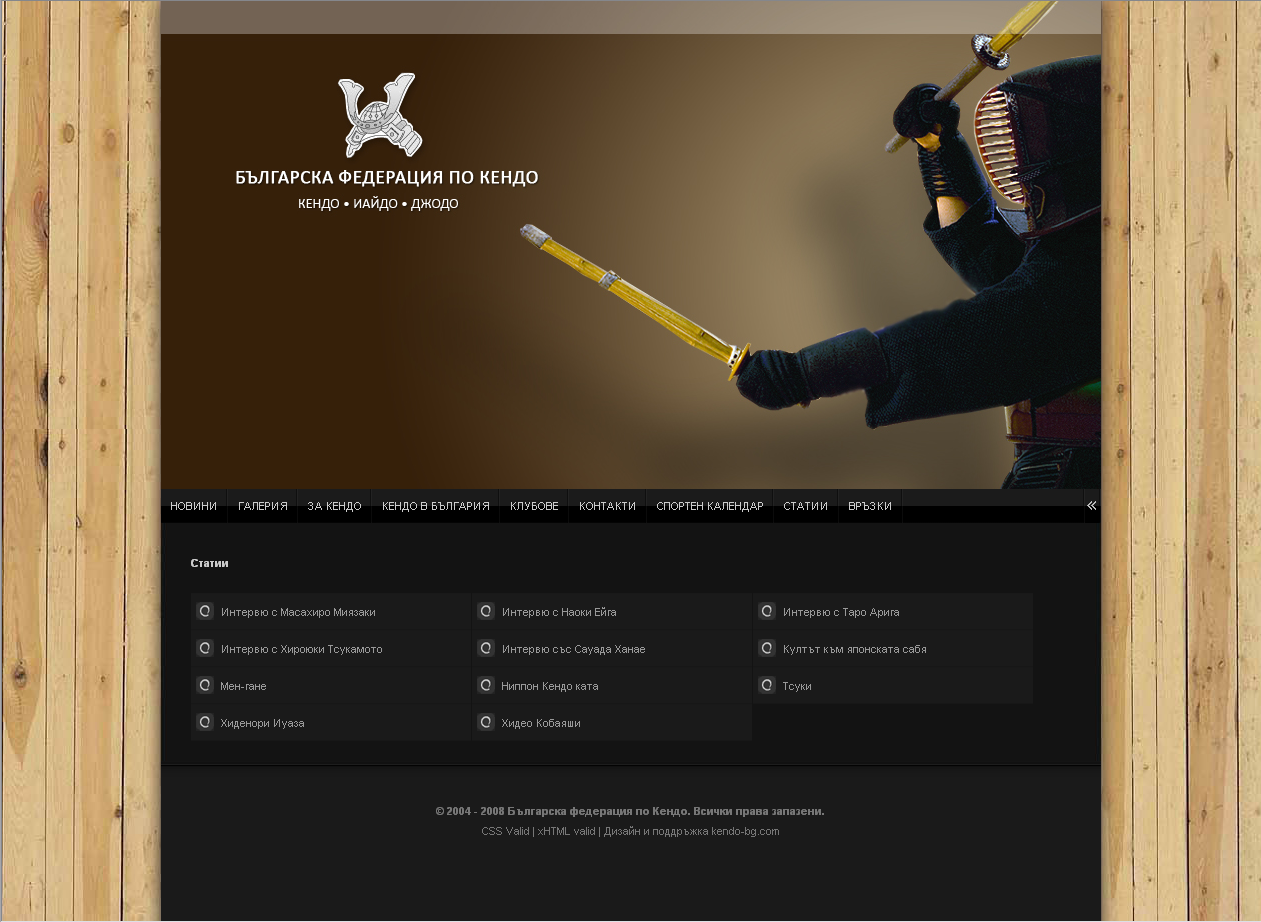 БЪЛГАРСКА ФЕДЕРАЦИЯ ПО КЕНДО
КЕНДО • ИАЙДО • ДЖОДО
НОВИНИ ГАЛЕРИЯ ЗА КЕНДО КЕНДО В БЪЛГАРИЯ КЛУБОВЕ КОНТАКТИ СПОРТЕН КАЛЕНДАР СТАТИИ ВРЪЗКИ «
Статии
Интервю с Масахиро Миязаки Интервю с Наоки Ейга Интервю с Таро Арига
Интервю с Хироюки Тсукамото Интервю със Сауада Ханае Култът към японската сабя
Мен-гане Ниппон Кендо ката Тсуки
Хиденори Иуаза Хидео Кобаяши
© 2004 - 2008 Българска федерация по Кендо. Всички права запазени.
CSS Valid | xHTML valid | Дизайн и поддръжка kendo-bg.com